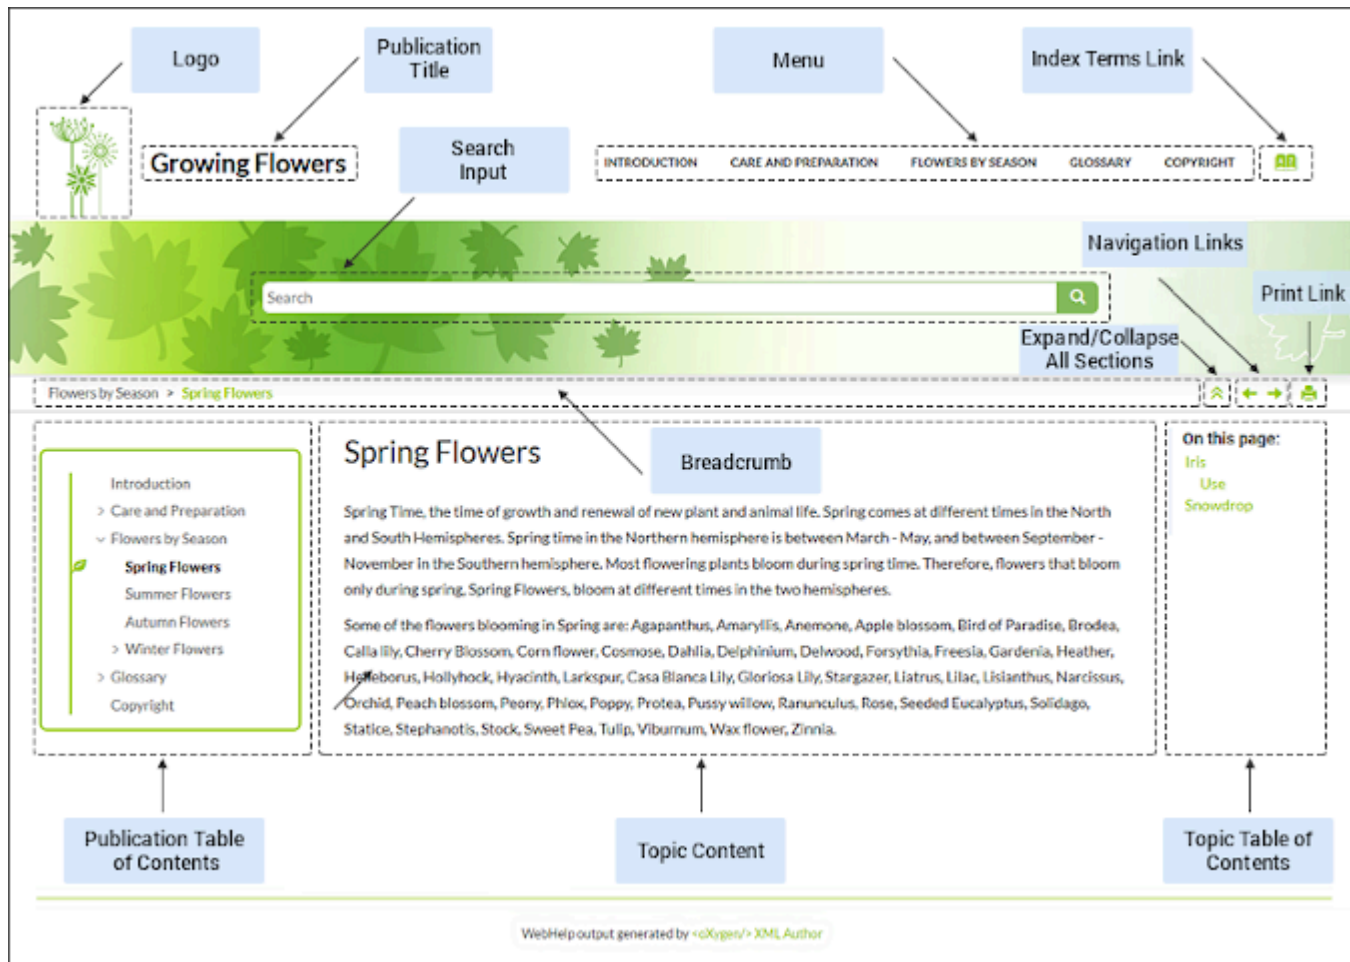 Logo
Publication
Title
Menu
Index Terms Link
Search
Input
Growing Flowers
INTRODUCTION CARE AND PREPARATION FLOWERS BY SEASON GLOSSARY COPYRIGHT
Navigation Links
Search
Print Link
Expand/Collapse
All Sections
Flowers by Season > Spring Flowers
Breadcrumb
Introduction
> Care and Preparation
Flowers by Season
Spring Flowers
Summer Flowers
Autumn Flowers
> Winter Flowers
> Glossary
Copyright
Spring Flowers
Spring Time, the time of growth and renewal of new plant and animal life. Spring comes at different times in the North
and South Hemispheres. Spring time in the Northern hemisphere is between March - May, and between September -
November in the Southern hemisphere. Most flowering plants bloom during spring time. Therefore, flowers that bloom
only during spring, Spring Flowers, bloom at different times in the two hemispheres.
Some of the flowers blooming in Spring are: Agapanthus, Amaryllis, Anemone, Apple blossom, Bird of Paradise, Brodea,
Calla lily, Cherry Blossom, Corn flower, Cosmose, Dahlia, Delphinium, Delwood, Forsythia, Freesia, Gardenia, Heather,
Helleborus, Hollyhock, Hyacinth, Larkspur, Casa Blanca Lily, Gloriosa Lily, Stargazer, Liatrus, Lilac, Lisianthus, Narcissus,
Orchid, Peach blossom, Peony, Phlox, Poppy, Protea, Pussy willow, Ranunculus, Rose, Seeded Eucalyptus, Solidago,
Statice, Stephanotis, Stock, Sweet Pea, Tulip, Viburnum, Wax flower, Zinnia.
On this page:
Iris
Use
Snowdrop
Publication Table
of Contents
Topic Content
Topic Table of
Contents
WebHelp output generated by <oXygen/> XML Author